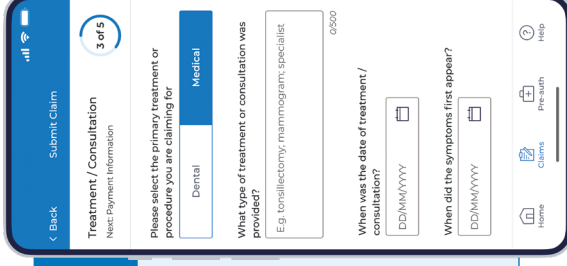 < Back
Submit Claim
Treatment / Consultation
Next: Payment Information
3 of 5
Please select the primary treatment or
procedure you are claiming for
Dental
Medical
What type of treatment or consultation was
provided?
E.g. tonsillectomy; mammogram; specialist
0/500
When was the date of treatment /
consultation?
DD/MM/YYYY
When did the symptoms first appear?
DD/MM/YYYY
Home
Claims
Pre-auth
Help